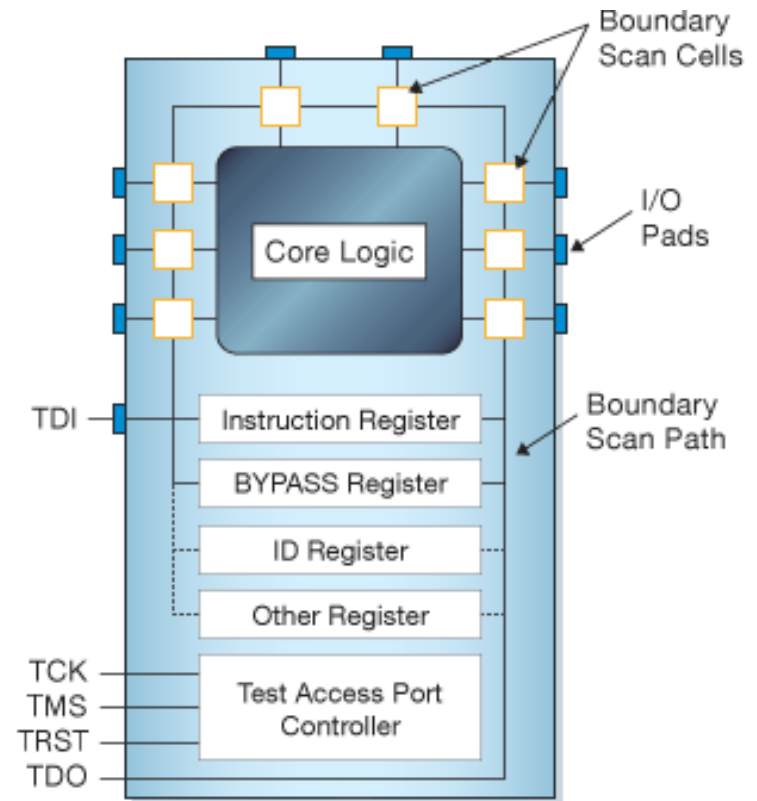 Boundary
Scan Cells
I/O
Pads
Core Logic
TDI
Instruction Register
Boundary
Scan Path
BYPASS Register
ID Register
Other Register
TCK
TMS
TRST
TDO
Test Access Port
Controller